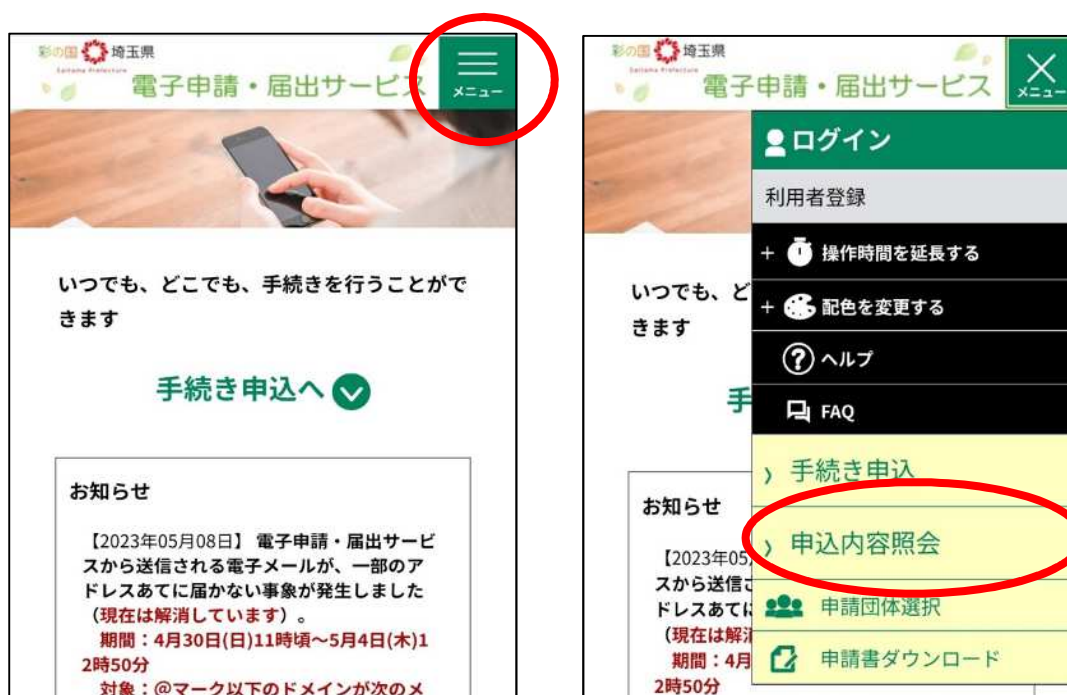 彩の国 埼玉県
Saitama Prefecture
電子申請・届出サービス
メニュー
いつでも、どこでも、手続きを行うことがで
きます
手続き申込へ
お知らせ
【2023年05月08日】 電子申請・届出サービ
スから送信される電子メールが、一部のア
ドレスあてに届かない事象が発生しました
（現在は解消しています）。
期間：4月30日(日)11時頃～5月4日(木)1
2時50分
対象：@マーク以下のドメインが次のメ
彩の国 埼玉県
Saitama Prefecture
電子申請・届出サービス
メニュー
ログイン
利用者登録
+ 操作時間を延長する
+ 配色を変更する
? ヘルプ
FAQ
› 手続き申込
› 申込内容照会
申請団体選択
申請書ダウンロード
いつでも、ど
きます
手
お知らせ
【2023年05
スから送信さ
ドレスあてに
（現在は解消
期間：4月
2時50分